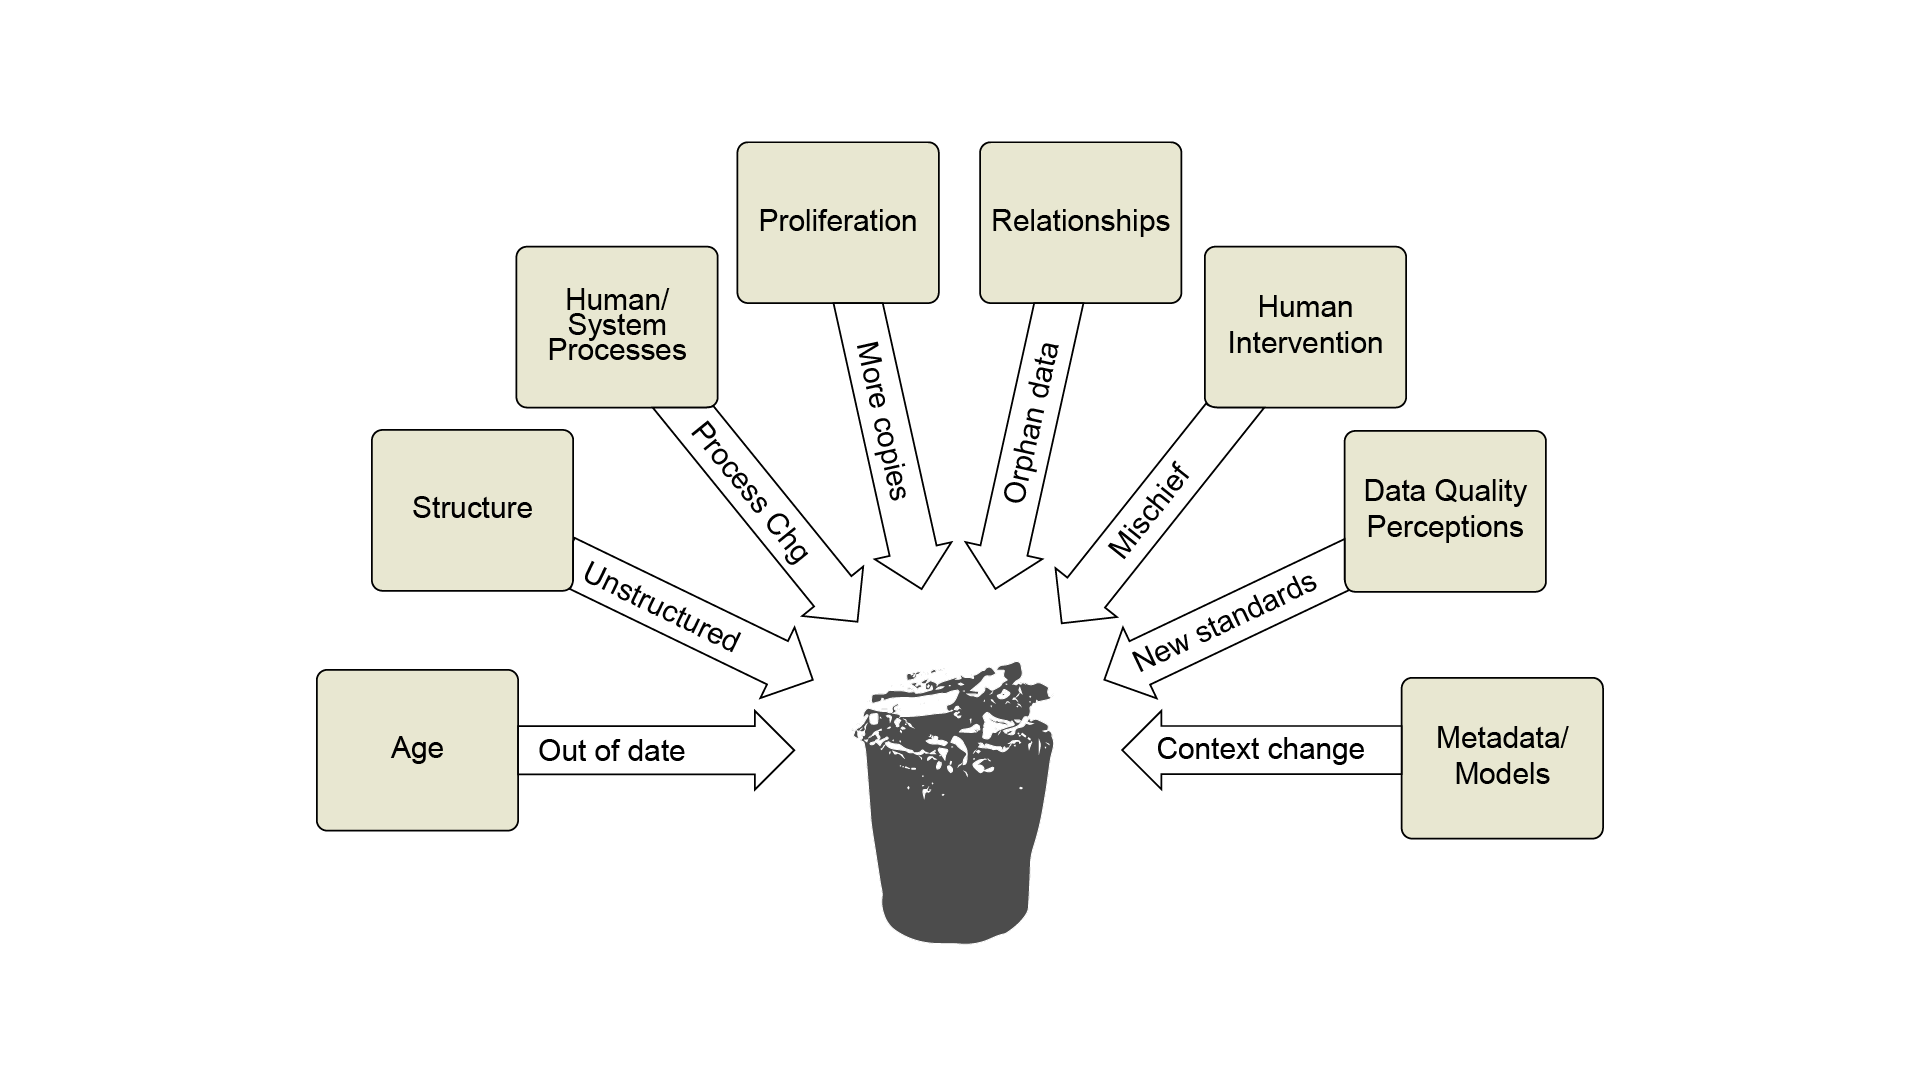 Proliferation
Relationships
Human/
System
Processes
Human
Intervention
More copies
Orphan data
Process Chg
Mischief
Structure
Data Quality
Perceptions
Unstructured
New standards
Age
Out of date
Context change
Metadata/
Models